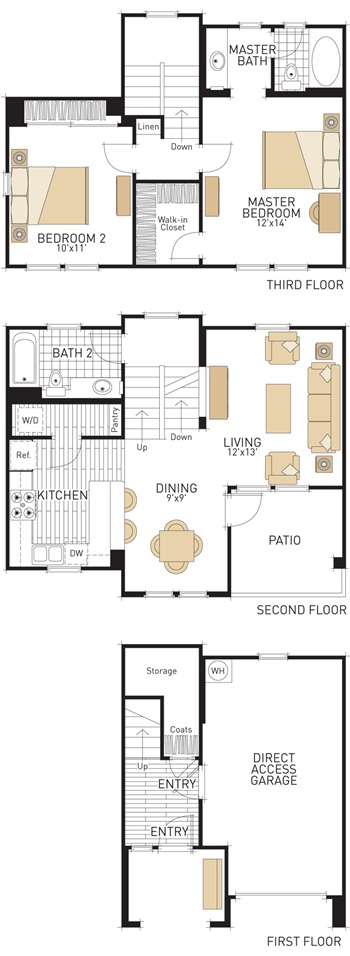 MASTER
BATH
Linen
Down
BEDROOM 2
10'x11'
Walk-in
Closet
MASTER
BEDROOM
12'x14'
THIRD FLOOR
BATH 2
W/D
Pantry
Ref.
Up
Down
LIVING
12'x13'
KITCHEN
DINING
9'x9'
DW
PATIO
SECOND FLOOR
Storage
WH
Coats
Up
ENTRY
DIRECT
ACCESS
GARAGE
ENTRY
FIRST FLOOR